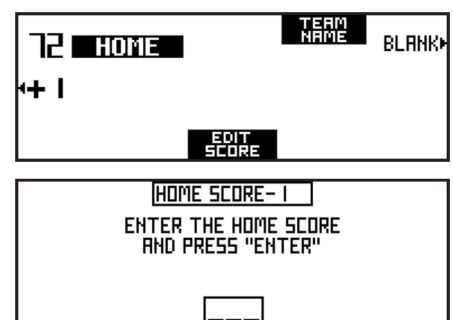 TEAM
NAME
72 HOME
BLANK
+ 1
EDIT
SCORE
HOME SCORE- 1
ENTER THE HOME SCORE
AND PRESS "ENTER"
---